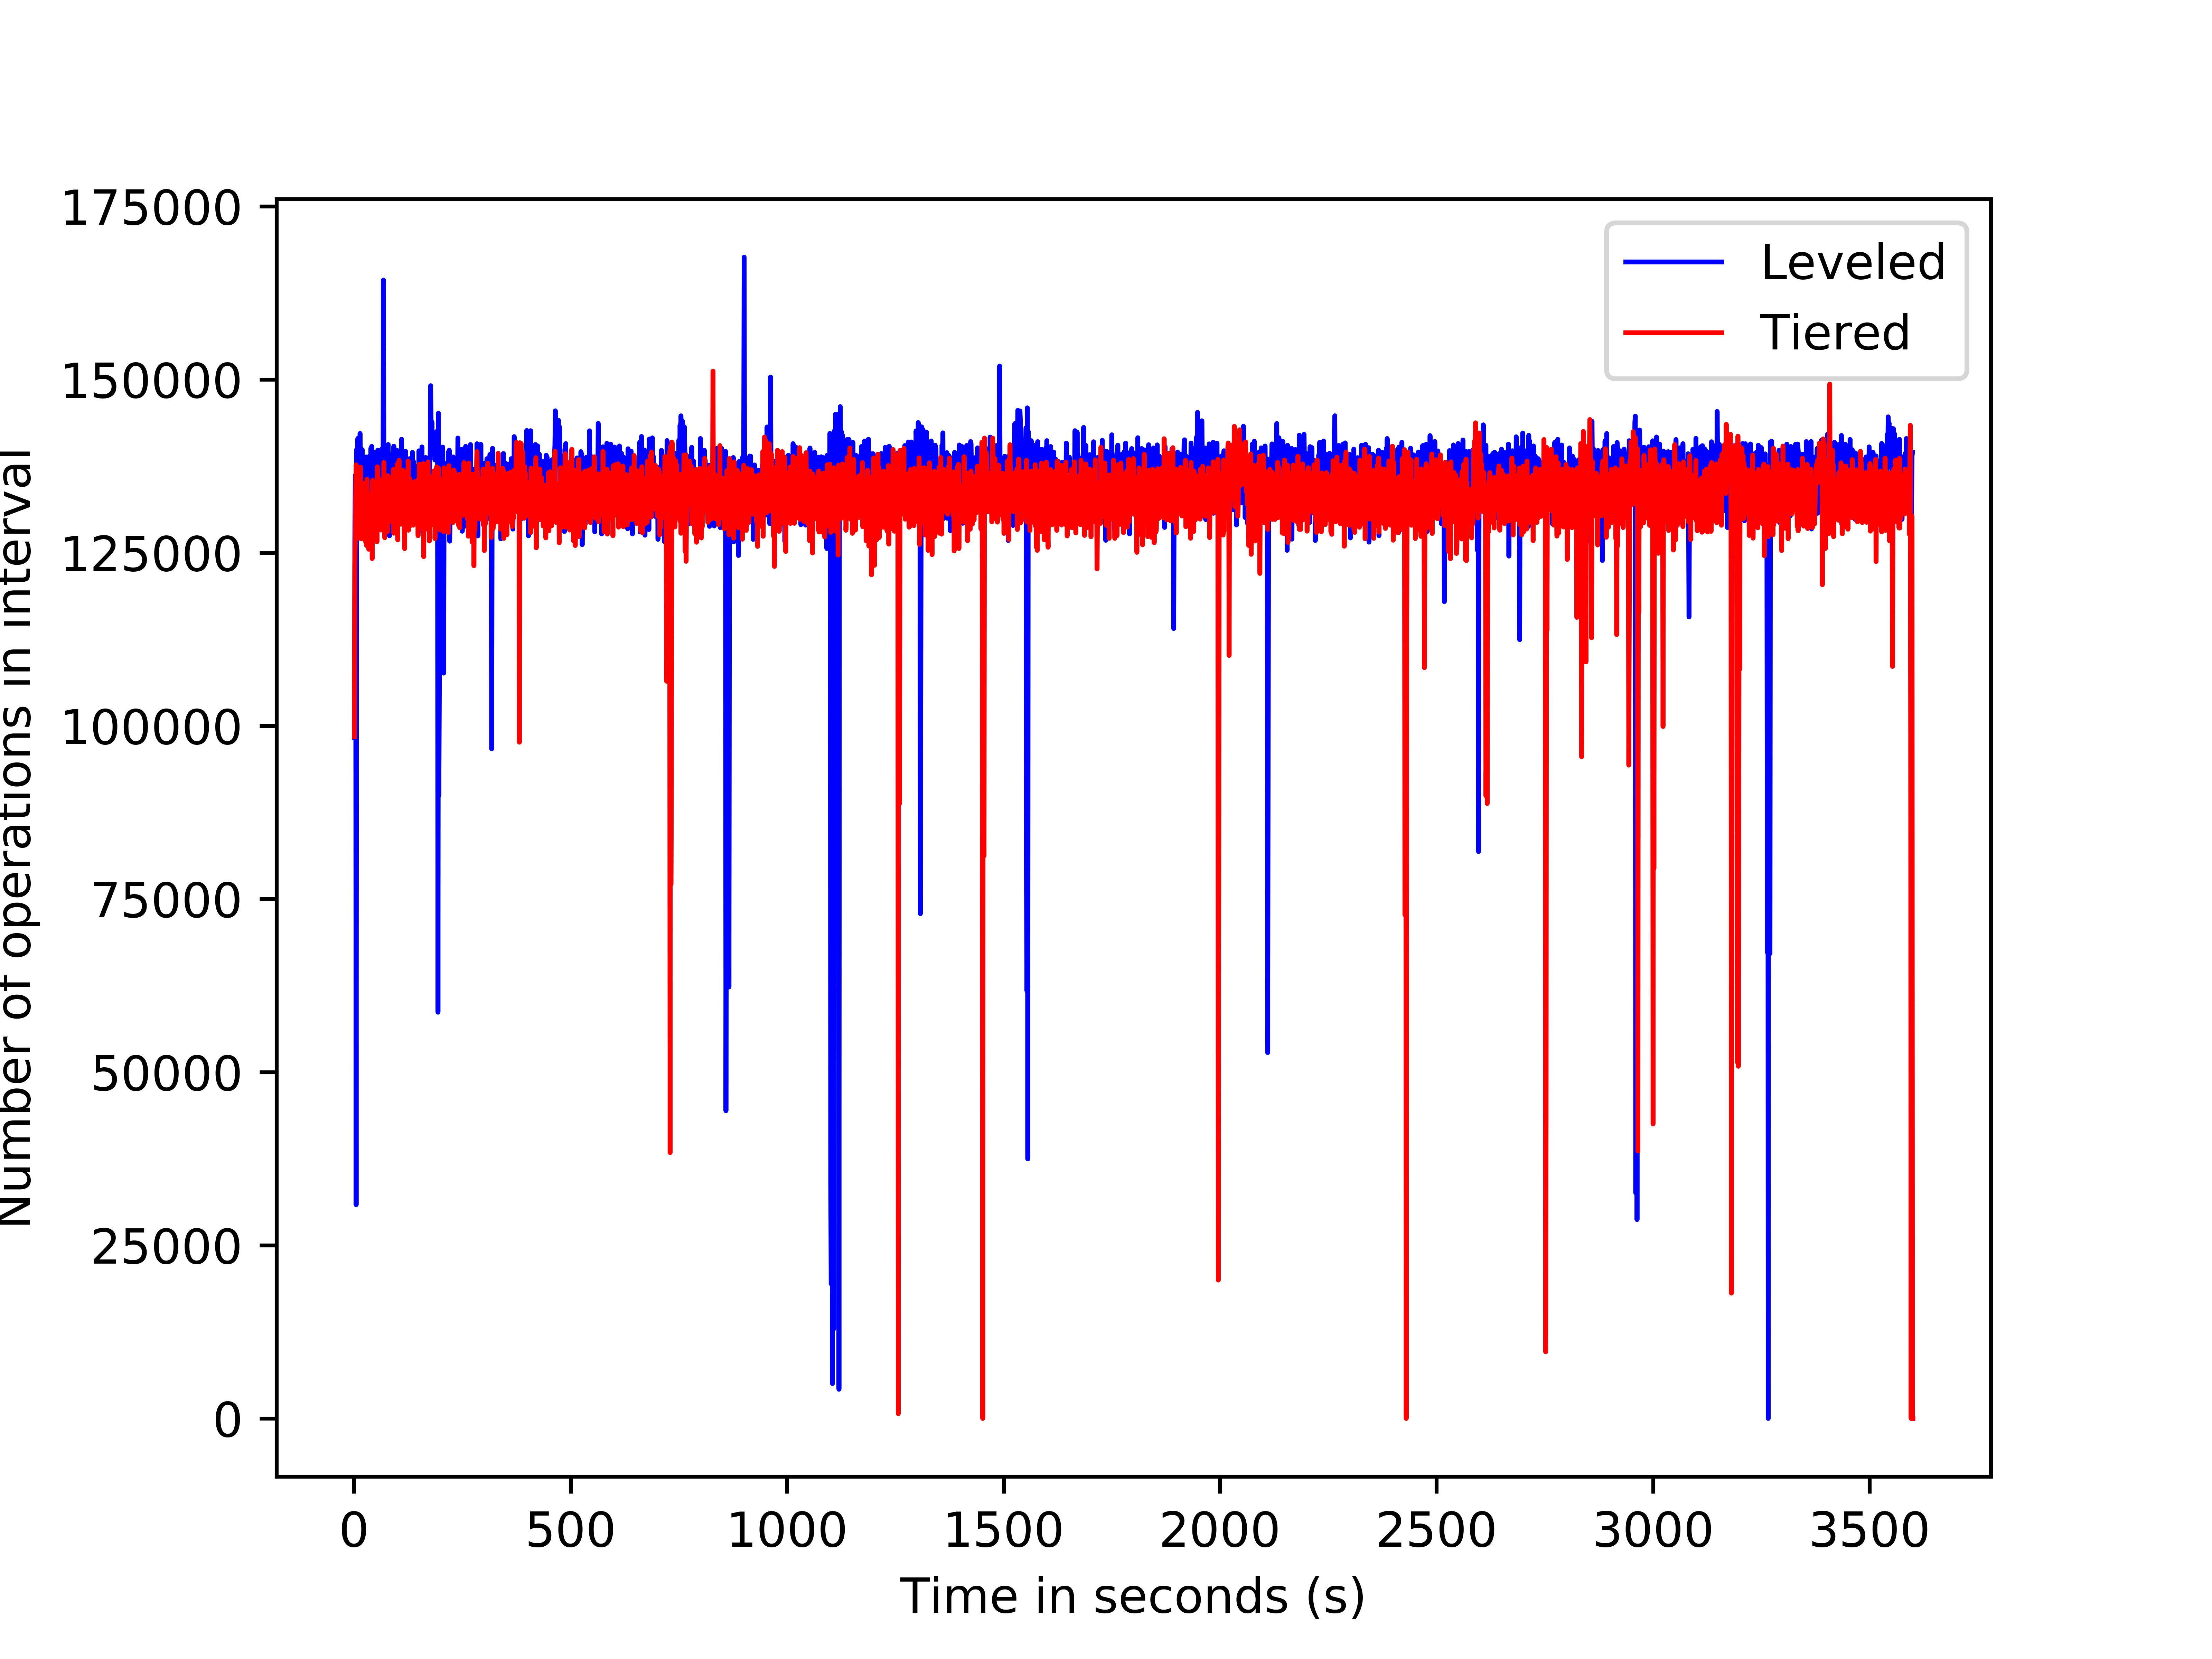 175000
150000
125000
100000
75000
50000
25000
0
Number of operations in interval
Leveled
Tiered
0 500 1000 1500 2000 2500 3000 3500
Time in seconds (s)